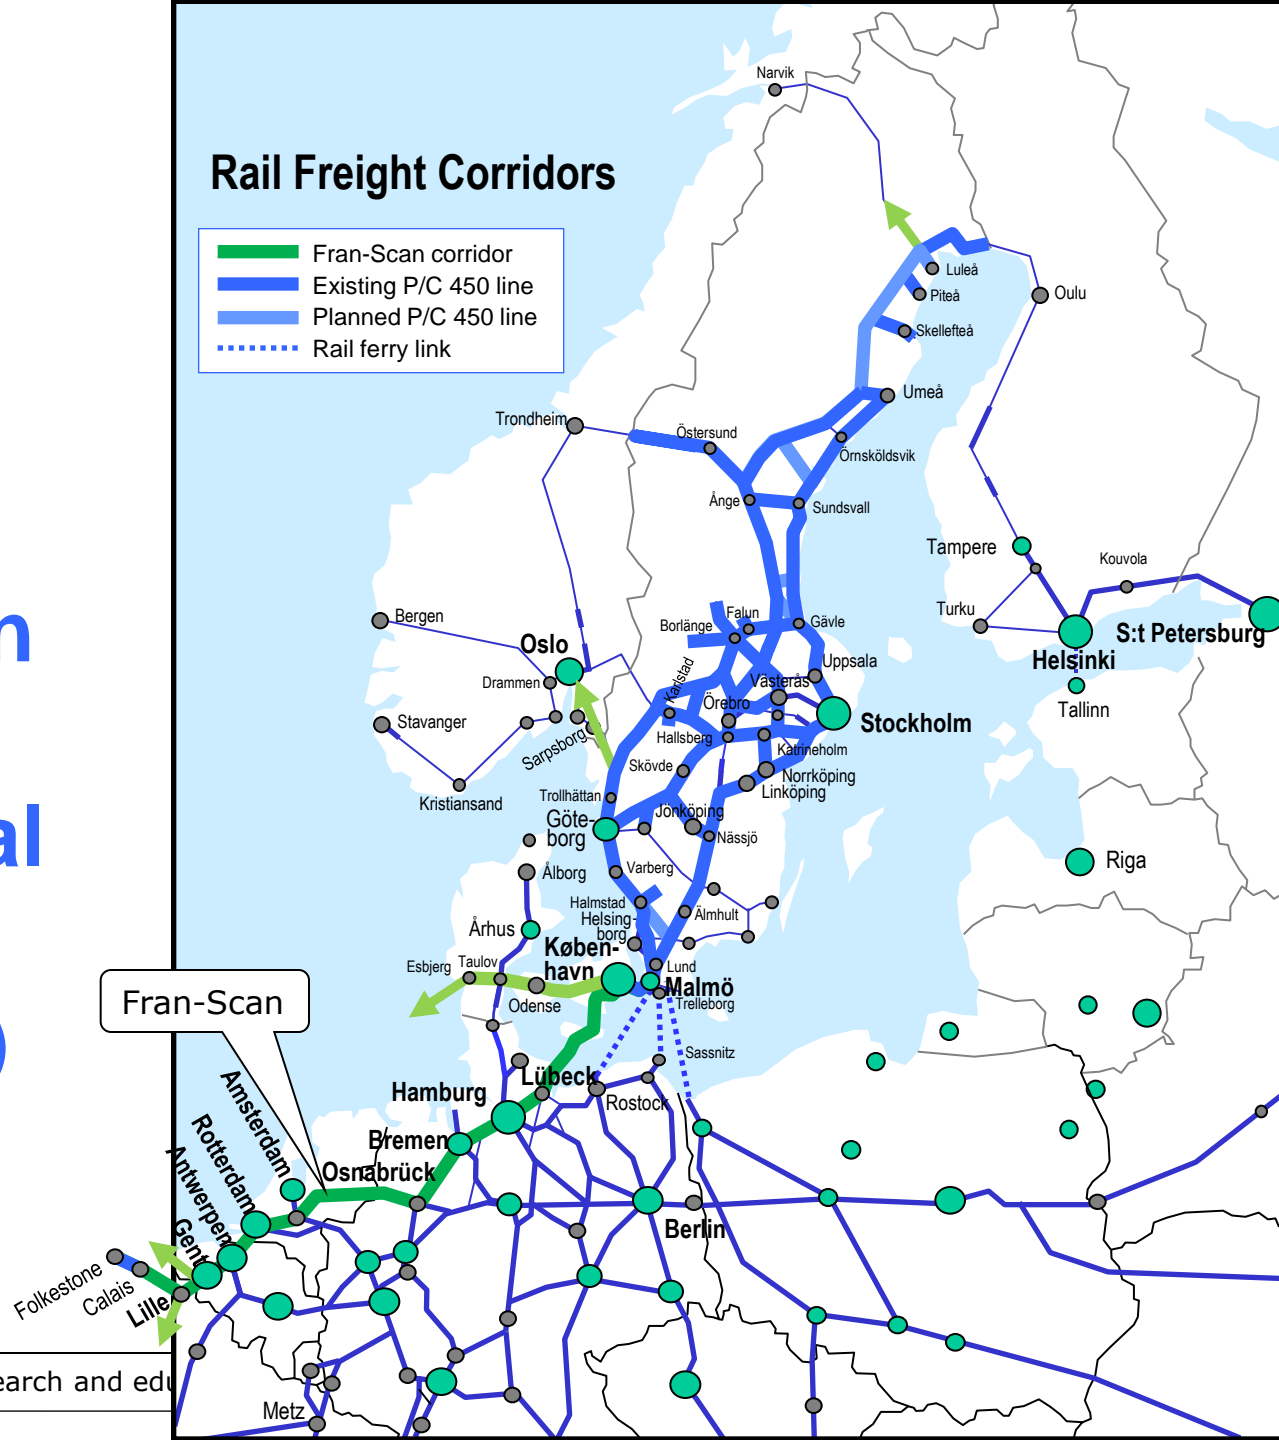 Narvik
Rail Freight Corridors
Fran-Scan corridor
Existing P/C 450 line
Planned P/C 450 line
Rail ferry link
Luleå
Piteå
Oulu
Skellefteå
Umeå
Trondheim
Östersund
Örnsköldsvik
Ånge
Sundsvall
Tampere
Kouvola
Bergen
Borlänge
Falun
Gävle
Turku
S:t Petersburg
n
Oslo
Helsinki
Uppsala
Drammen
Karlstad
Västerås
Örebro
Tallinn
Stavanger
Stockholm
Sarpsborg
Hallsberg
Katrineholm
Skövde
Norrköping
Linköping
Kristiansand
Trollhättan
Jönköping
Göte-
borg
Nässjö
al
Riga
Ålborg
Varberg
Halmstad
Helsing-
borg
Älmhult
Århus
Køben-
havn
Esbjerg
Taulov
Lund
Malmö
Trelleborg
Odense
Fran-Scan
Sassnitz
Lübeck
Hamburg
Rostock
Amsterdam
Rotterdam
Bremen
Osnabrück
Antwerpen
Gent
Berlin
Folkestone
Calais
Lille
earch and edu
Metz